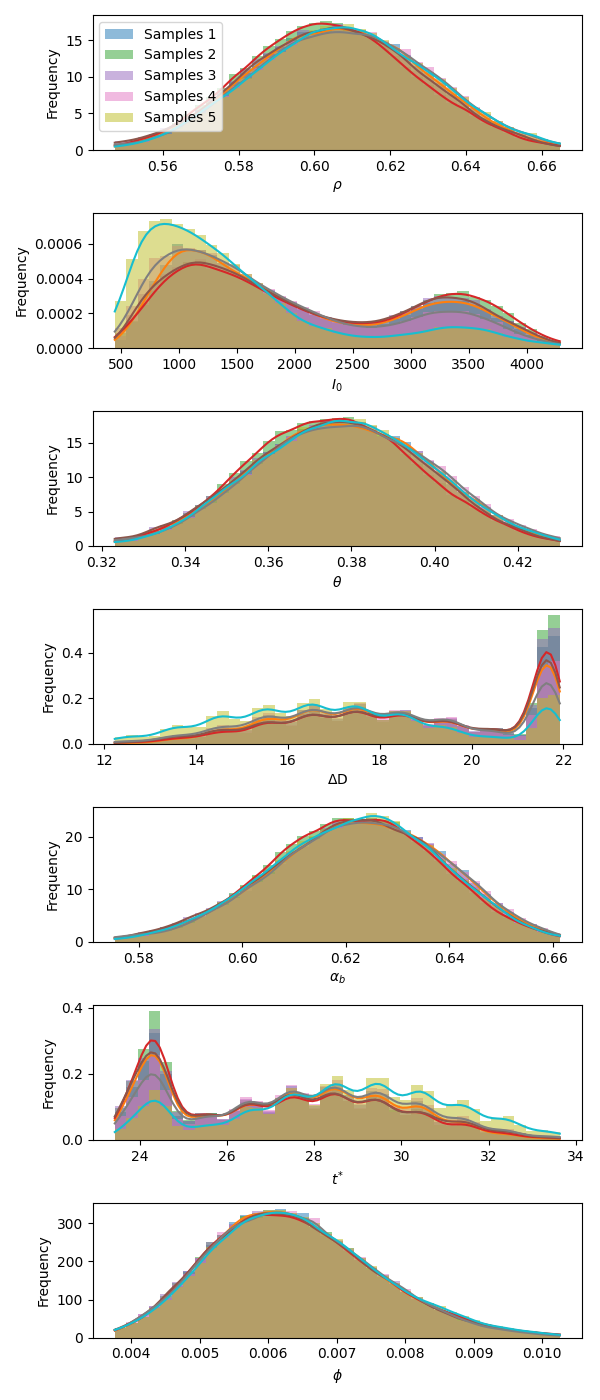 Frequency
15
10
5
0
Samples 1
Samples 2
Samples 3
Samples 4
Samples 5
0.56 0.58 0.60 0.62 0.64 0.66
ρ
Frequency
0.0006
0.0004
0.0002
0.0000
500 1000 1500 2000 2500 3000 3500 4000
I₀
Frequency
15
10
5
0
0.32 0.34 0.36 0.38 0.40 0.42
θ
Frequency
0.4
0.2
0.0
12 14 16 18 20 22
ΔD
Frequency
20
10
0
0.58 0.60 0.62 0.64 0.66
α_b
Frequency
0.4
0.2
0.0
24 26 28 30 32 34
t*
Frequency
300
200
100
0
0.004 0.005 0.006 0.007 0.008 0.009 0.010
ϕ